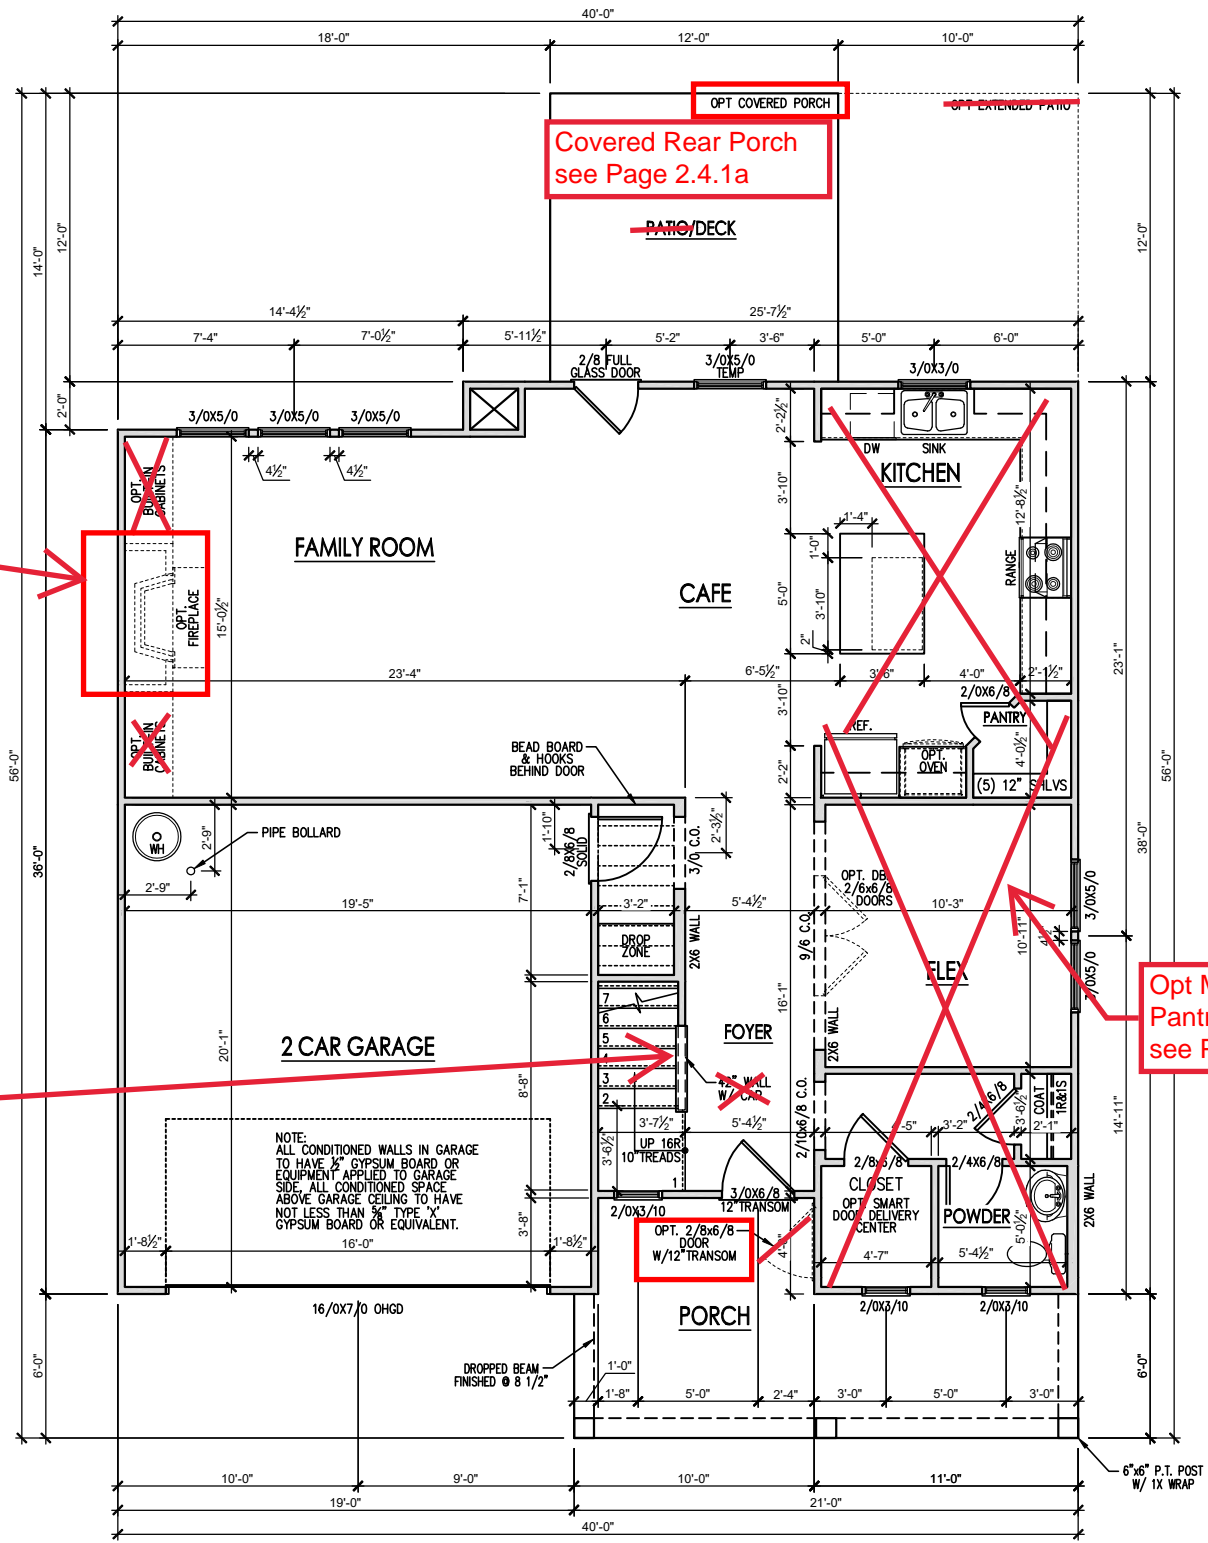 40'-0"
18'-0"
12'-0"
10'-0"
OPT COVERED PORCH
OPT EXTENDED PATIO
Covered Rear Porch
see Page 2.4.1a
PATIO/DECK
14'-0"
12'-0"
12'-0"
14'-4½"
25'-7½"
7'-4"
7'-0½"
5'-11½"
5'-2"
3'-6"
5'-0"
6'-0"
2/8 FULL
GLASS DOOR
3/0X5/0
TEMP
3/0X3/0
2'-0"
3/0X5/0
3/0X5/0
3/0X5/0
2'-2½"
4½"
4½"
DW
SINK
KITCHEN
OPT.
BUILT-IN
CABINETS
3'-10"
12'-8½"
1'-4"
1'-0"
FAMILY ROOM
RANGE
CAFE
5'-0"
3'-10"
2"
OPT.
FIREPLACE
15'-0½"
23'-4"
6'-5½"
3'-6"
4'-0"
2'-1½"
23'-1"
2/0X6/8
3'-10"
PANTRY
REF.
OPT.
BUILT-IN
CABINETS
4'-0½"
OPT.
OVEN
BEAD BOARD
& HOOKS
BEHIND DOOR
2'-2"
(5) 12" SHLVS
56'-0"
56'-0"
WH
PIPE BOLLARD
2'-9"
2'-9"
1'-10"
2/8X6/8
SOLID
3/0 C.O.
2'-3½"
36'-0"
38'-0"
OPT. DBL
2/6x6/8
DOORS
3/0X5/0
7'-1"
19'-5"
3'-2"
5'-4½"
10'-3"
DROP
ZONE
2X6 WALL
9/6 C.O.
10'-11"
4½"
FLEX
3/0X5/0
7
6
5
4
3
2
1
16'-1"
FOYER
2X6 WALL
2 CAR GARAGE
20'-1"
8'-8"
42" WALL
W/ CAP
2/10x6/8 C.O.
2/4X6/8
3'-6½"
COAT
1R&1S
14'-11"
3'-7½"
5'-4½"
3'-2"
2'-1"
3'-6½"
UP 16R
10"TREADS
NOTE:
ALL CONDITIONED WALLS IN GARAGE
TO HAVE ½" GYPSUM BOARD OR
EQUIPMENT APPLIED TO GARAGE
SIDE, ALL CONDITIONED SPACE
ABOVE GARAGE CEILING TO HAVE
NOT LESS THAN ⅝" TYPE 'X'
GYPSUM BOARD OR EQUIVALENT.
2/8x6/8
2/4X6/8
CLOSET
OPT. SMART
DOOR DELIVERY
CENTER
POWDER
5'-0½"
2X6 WALL
3/0X6/8
12"TRANSOM
2/0X3/10
3'-8"
OPT. 2/8x6/8
DOOR
W/12"TRANSOM
1'-8½"
16'-0"
1'-8½"
4'-7"
5'-4½"
16/0X7/0 OHGD
PORCH
2/0X3/10
2/0X3/10
DROPPED BEAM
FINISHED @ 8 1/2"
6'-0"
6'-0"
1'-0"
1'-8"
5'-0"
2'-4"
3'-0"
5'-0"
3'-0"
6"x6" P.T. POST
W/ 1X WRAP
10'-0"
9'-0"
10'-0"
11'-0"
19'-0"
21'-0"
40'-0"